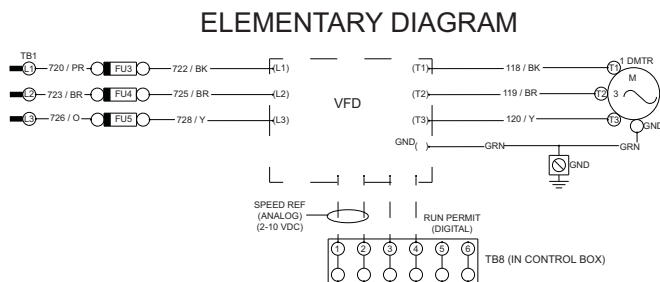 ELEMENTARY DIAGRAM
TB1
L1 720 / PR FU3 722 / BK (L1) (T1) 118 / BK T1 1 DMTR
M
L2 723 / BR FU4 725 / BR (L2) VFD (T2) 119 / BR T2 3
L3 726 / O FU5 728 / Y (L3) (T3) 120 / Y T3
GND
GND( ) GRN GRN
GND
SPEED REF
(ANALOG)
(2-10 VDC)
RUN PERMIT
(DIGITAL)
1 2 3 4 5 6
TB8 (IN CONTROL BOX)